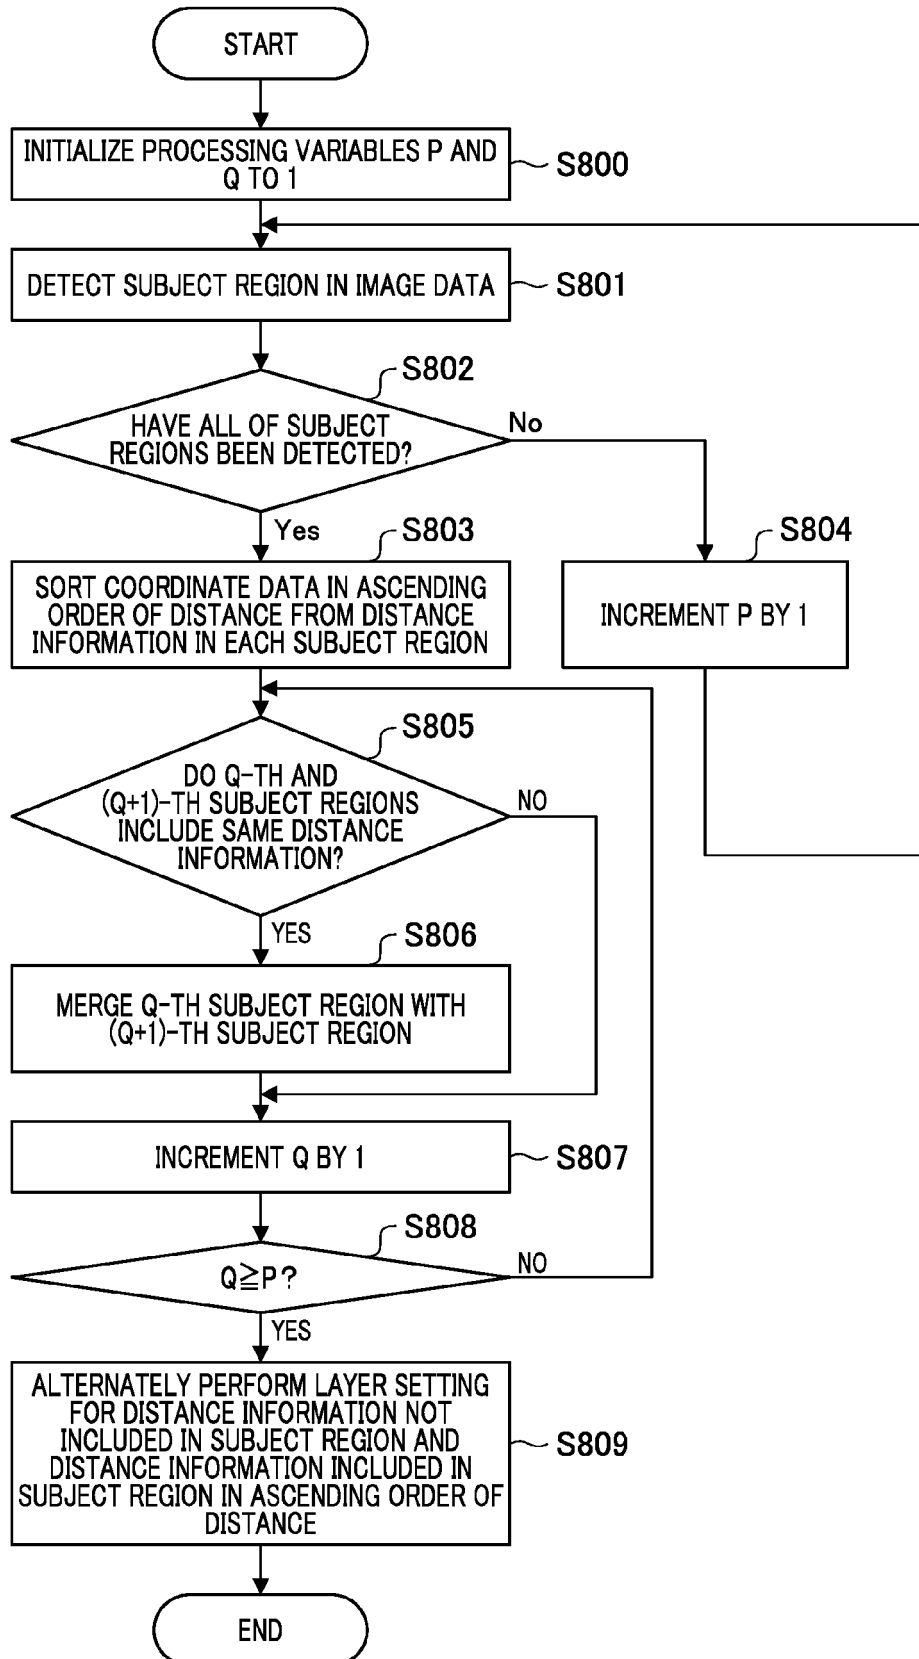 START
INITIALIZE PROCESSING VARIABLES P AND
Q TO 1
S800
DETECT SUBJECT REGION IN IMAGE DATA
S801
S802
HAVE ALL OF SUBJECT
REGIONS BEEN DETECTED?
No
Yes
S803
SORT COORDINATE DATA IN ASCENDING
ORDER OF DISTANCE FROM DISTANCE
INFORMATION IN EACH SUBJECT REGION
S804
INCREMENT P BY 1
S805
DO Q-TH AND
(Q+1)-TH SUBJECT REGIONS
INCLUDE SAME DISTANCE
INFORMATION?
NO
YES
S806
MERGE Q-TH SUBJECT REGION WITH
(Q+1)-TH SUBJECT REGION
INCREMENT Q BY 1
S807
S808
Q≧P?
NO
YES
ALTERNATELY PERFORM LAYER SETTING
FOR DISTANCE INFORMATION NOT
INCLUDED IN SUBJECT REGION AND
DISTANCE INFORMATION INCLUDED IN
SUBJECT REGION IN ASCENDING ORDER OF
DISTANCE
S809
END